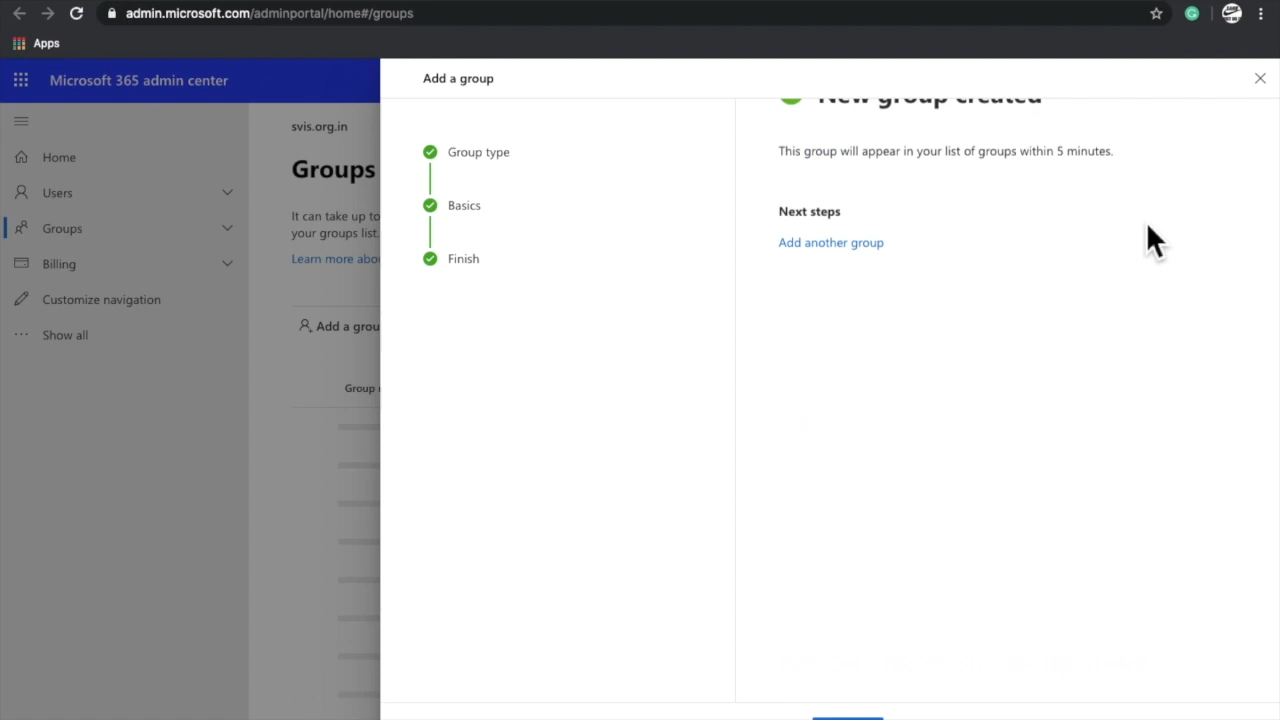 admin.microsoft.com/adminportal/home#/groups
Apps
Microsoft 365 admin center
Add a group
svis.org.in
Home
Users
Groups
Billing
Customize navigation
Show all
Groups
It can take up to
your groups list.
Learn more abou
Add a grou
Group
Group type
Basics
Finish
New group created
This group will appear in your list of groups within 5 minutes.
Next steps
Add another group